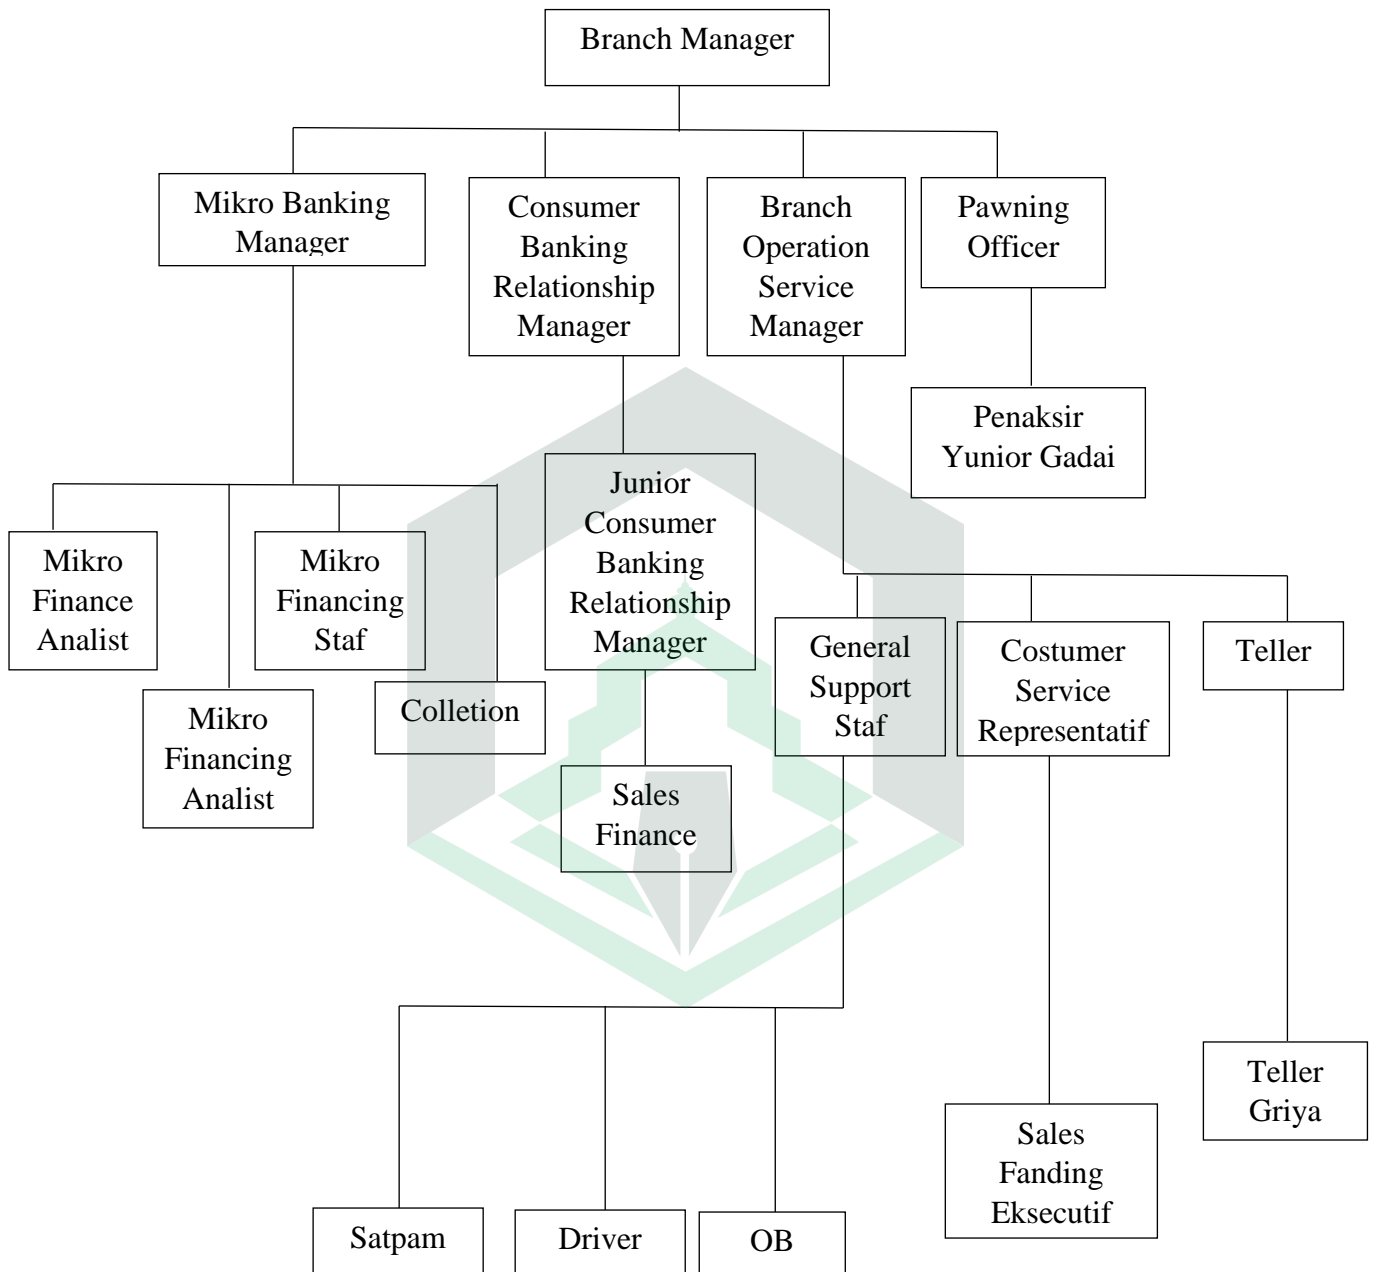 Branch Manager
Mikro Banking
Manager
Consumer
Banking
Relationship
Manager
Branch
Operation
Service
Manager
Pawning
Officer
Penaksir
Yunior Gadai
Mikro
Finance
Analist
Mikro
Financing
Analist
Mikro
Financing
Staf
Colletion
Junior
Consumer
Banking
Relationship
Manager
Sales
Finance
General
Support
Staf
Costumer
Service
Representatif
Teller
Satpam
Driver
OB
Sales
Fanding
Eksecutif
Teller
Griya